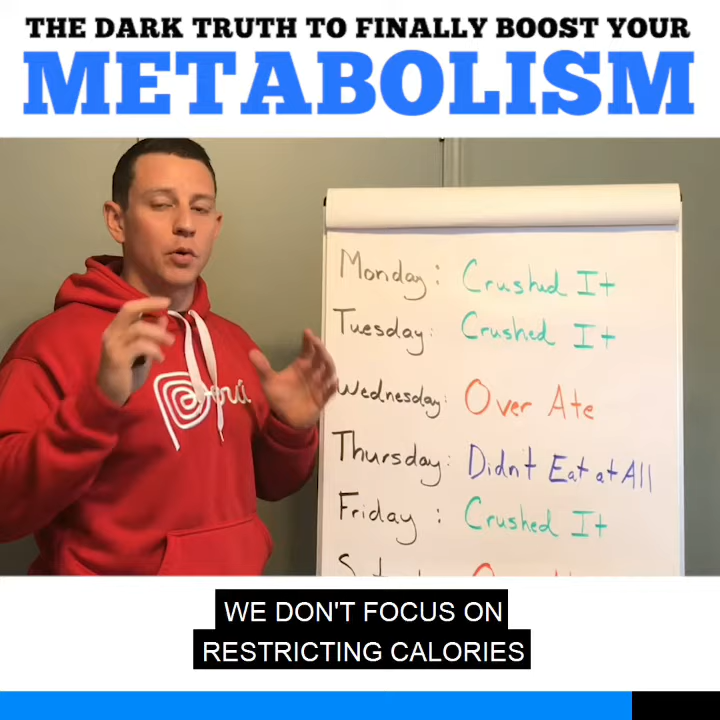 THE DARK TRUTH TO FINALLY BOOST YOUR
METABOLISM
Monday: Crushed It
Tuesday: Crushed It
Wednesday: Over Ate
Thursday: Didn't Eat at All
Friday: Crushed It
Perú
WE DON'T FOCUS ON
RESTRICTING CALORIES